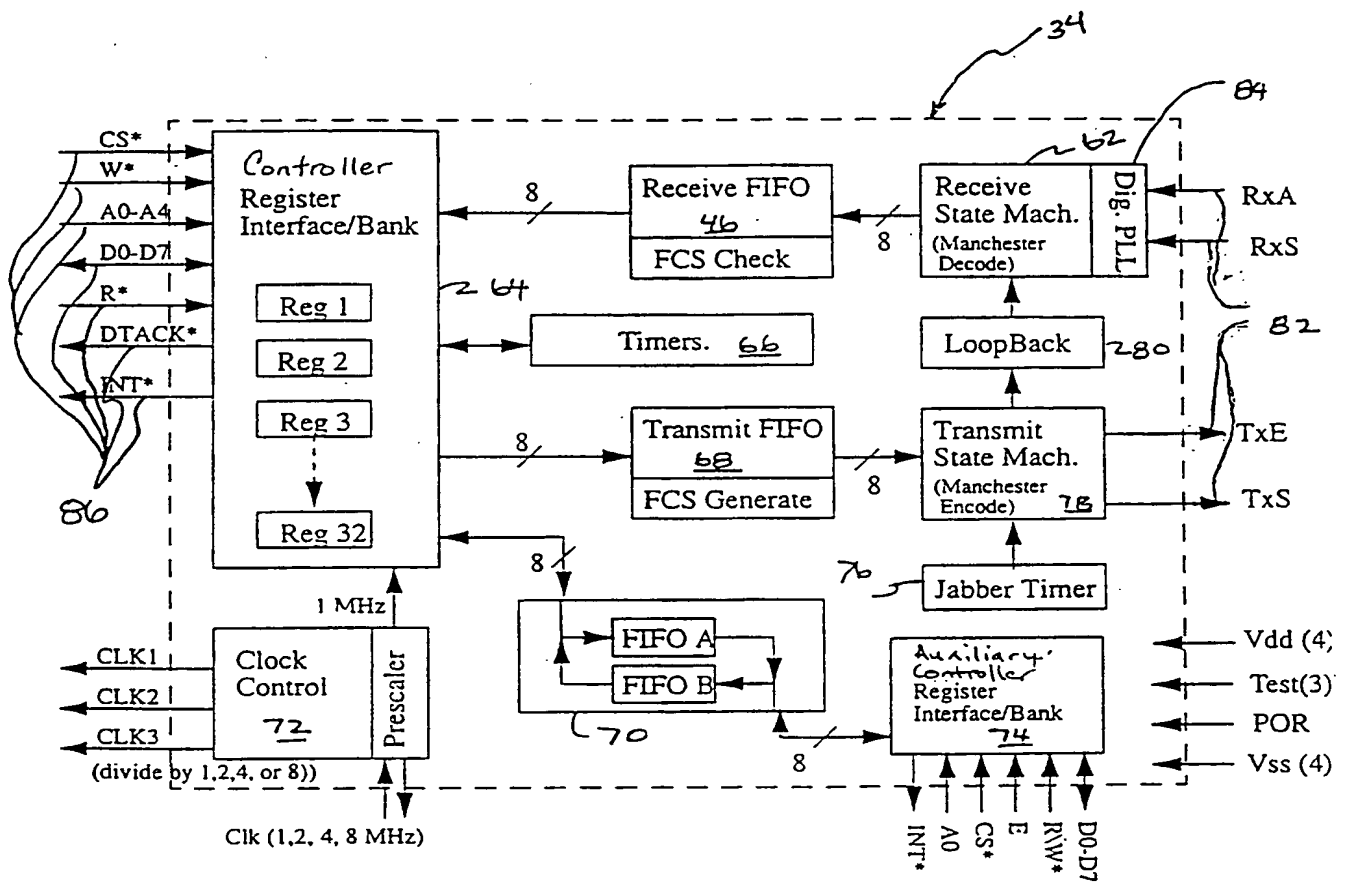 34
84
62
CS*
W*
A0-A4
D0-D7
R*
DTACK*
INT*
86
Controller
Register
Interface/Bank
Reg 1
Reg 2
Reg 3
Reg 32
64
8
Receive FIFO
46
FCS Check
8
Receive
State Mach.
(Manchester
Decode)
Dig. PLL
RxA
RxS
82
Timers. 66
LoopBack
80
8
Transmit FIFO
68
FCS Generate
8
Transmit
State Mach.
(Manchester
Encode) 78
TxE
TxS
76
Jabber Timer
8
FIFO A
FIFO B
70
8
1 MHz
CLK1
CLK2
CLK3
(divide by 1,2,4, or 8))
Clock
Control
72
Prescaler
Clk (1,2, 4, 8 MHz)
Auxiliary
Controller
Register
Interface/Bank
74
INT*
A0
CS*
E
R\W*
D0-D7
Vdd (4)
Test(3)
POR
Vss (4)